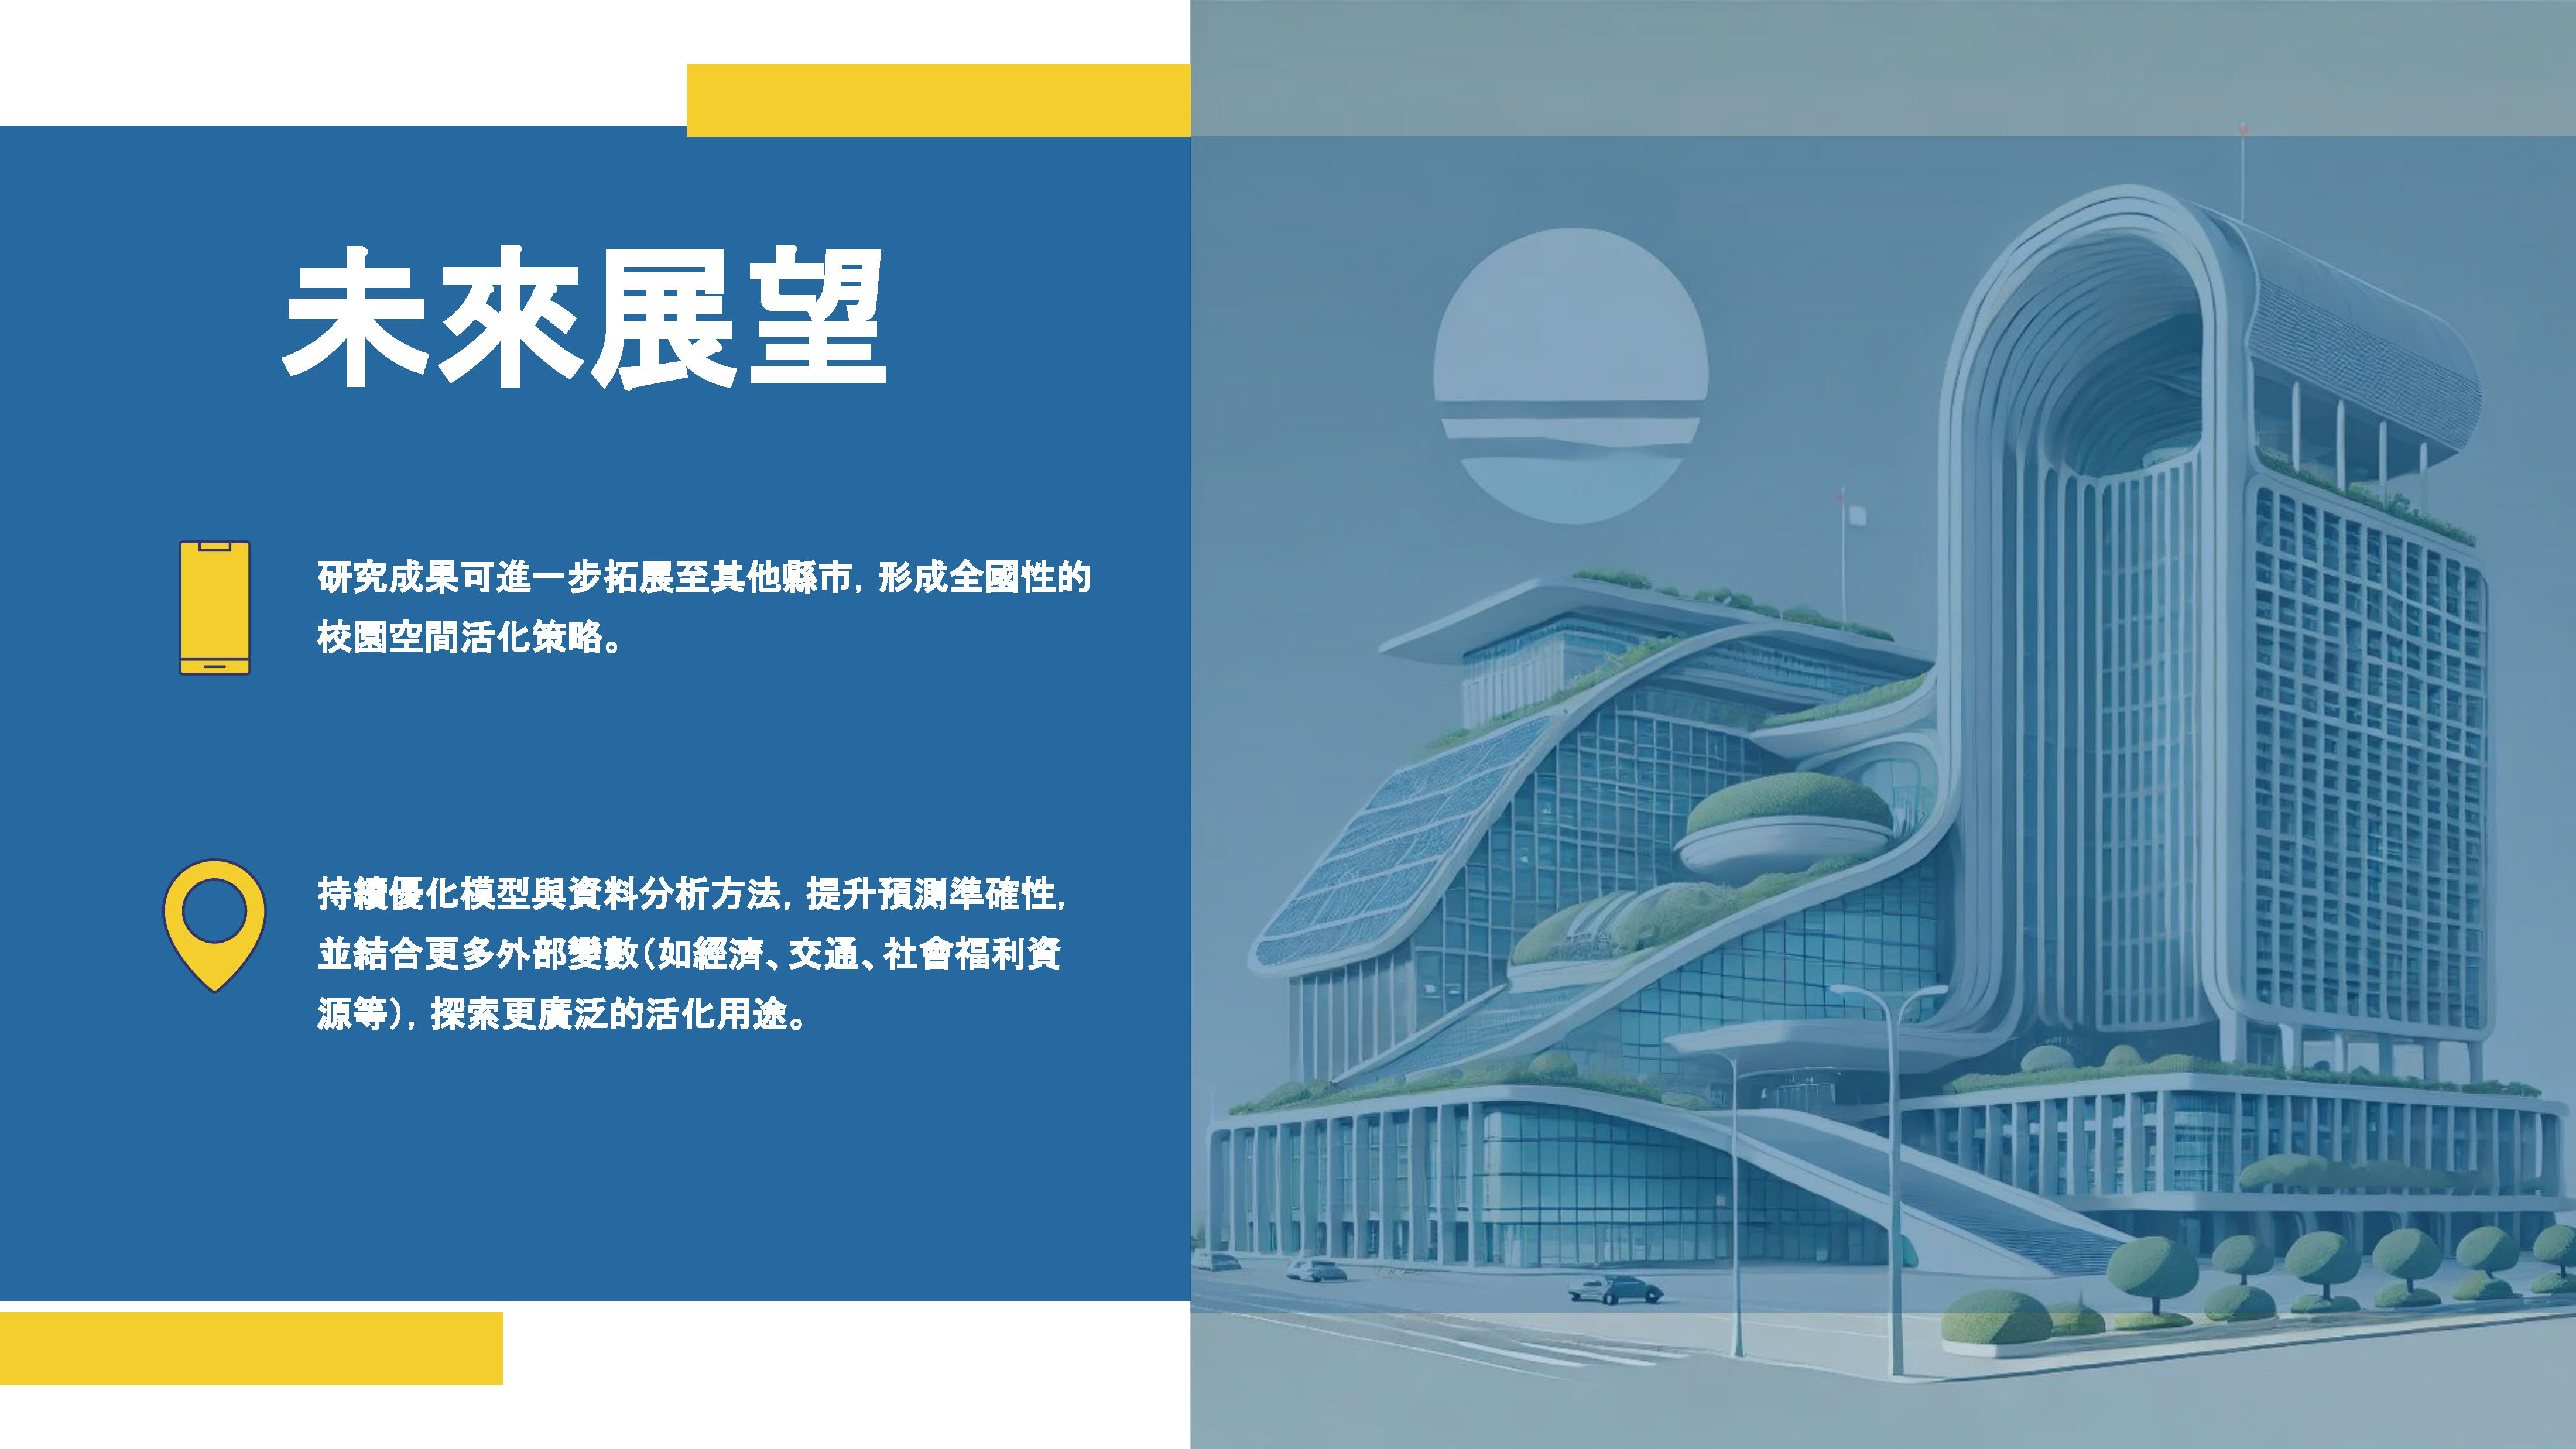 未來展望
研究成果可進一步拓展至其他縣市，形成全國性的
校園空間活化策略。
持續優化模型與資料分析方法，提升預測準確性，
並結合更多外部變數（如經濟、交通、社會福利資
源等），探索更廣泛的活化用途。